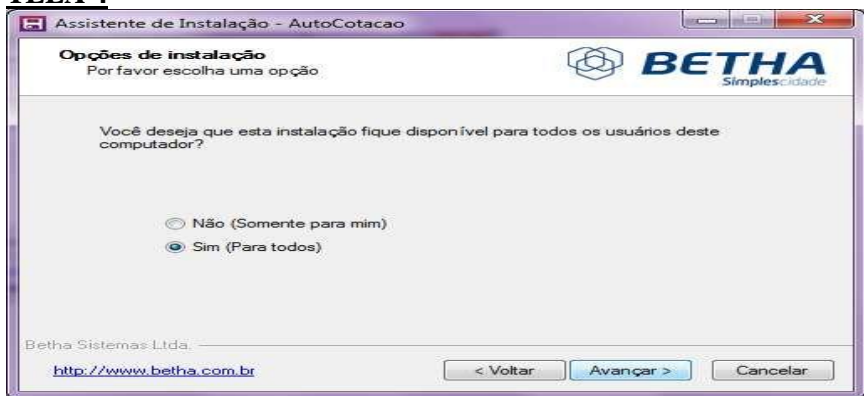 TELA 4
Assistente de Instalação - AutoCotacao
Opções de instalação
Por favor escolha uma opção
BETHA
Simplescidade
Você deseja que esta instalação fique disponível para todos os usuários deste
computador?
Não (Somente para mim)
Sim (Para todos)
Betha Sistemas Ltda.
http://www.betha.com.br
< Voltar
Avançar >
Cancelar